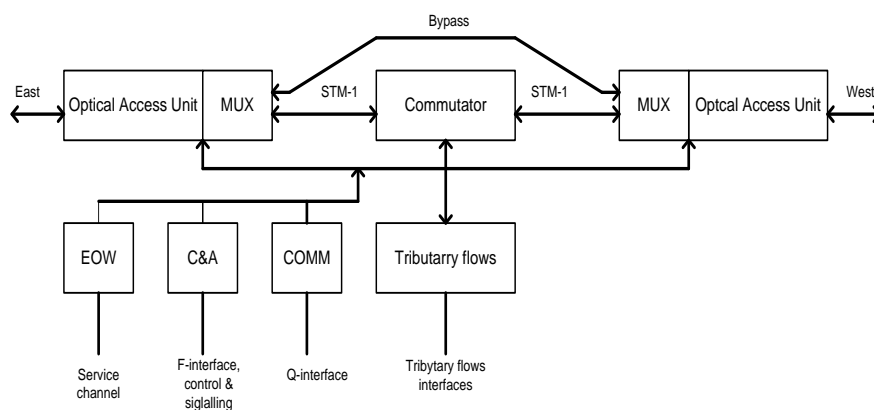 Bypass
East
Optical Access Unit
MUX
STM-1
Commutator
STM-1
MUX
Optcal Access Unit
West
EOW
C&A
COMM
Tributarry flows
Service
channel
F-interface,
control &
siglalling
Q-interface
Tribytary flows
interfaces